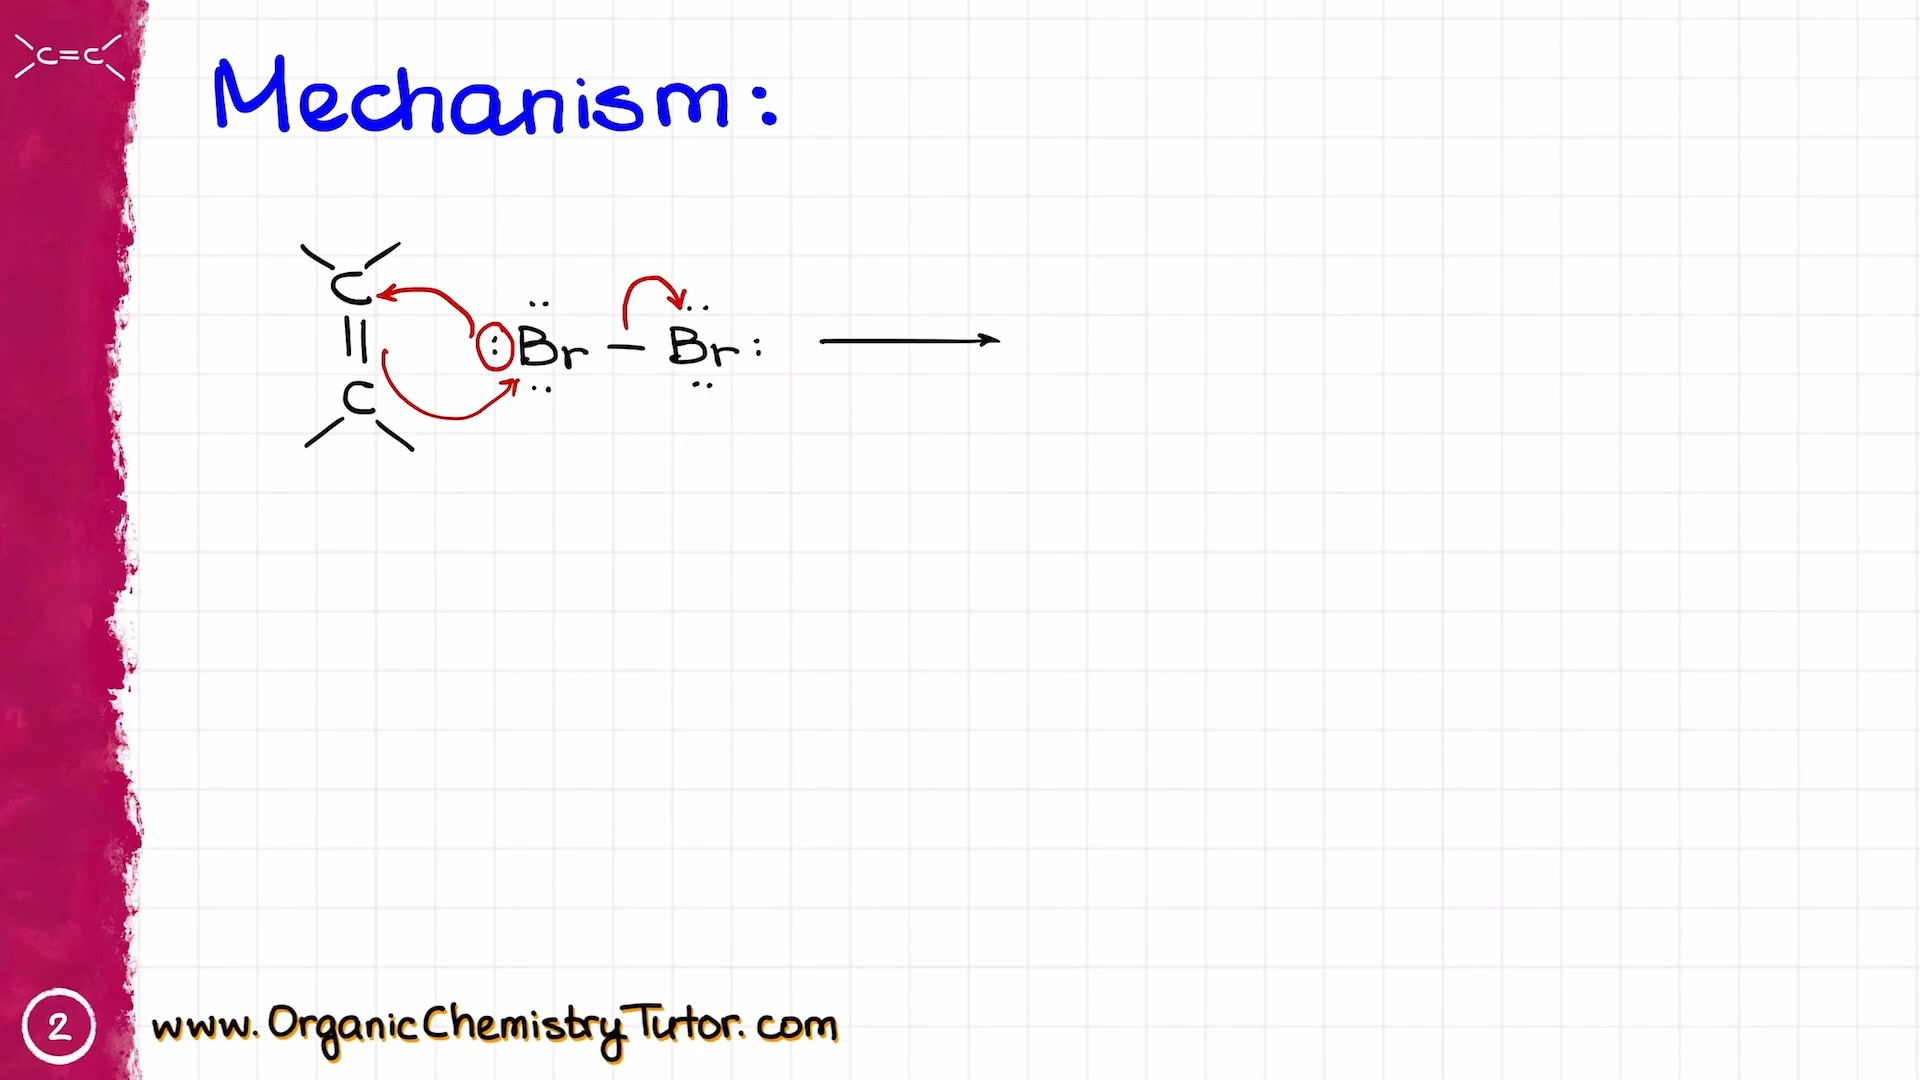 C=C
Mechanism:
C
:Br — Br:
C
2
www.OrganicChemistryTutor.com